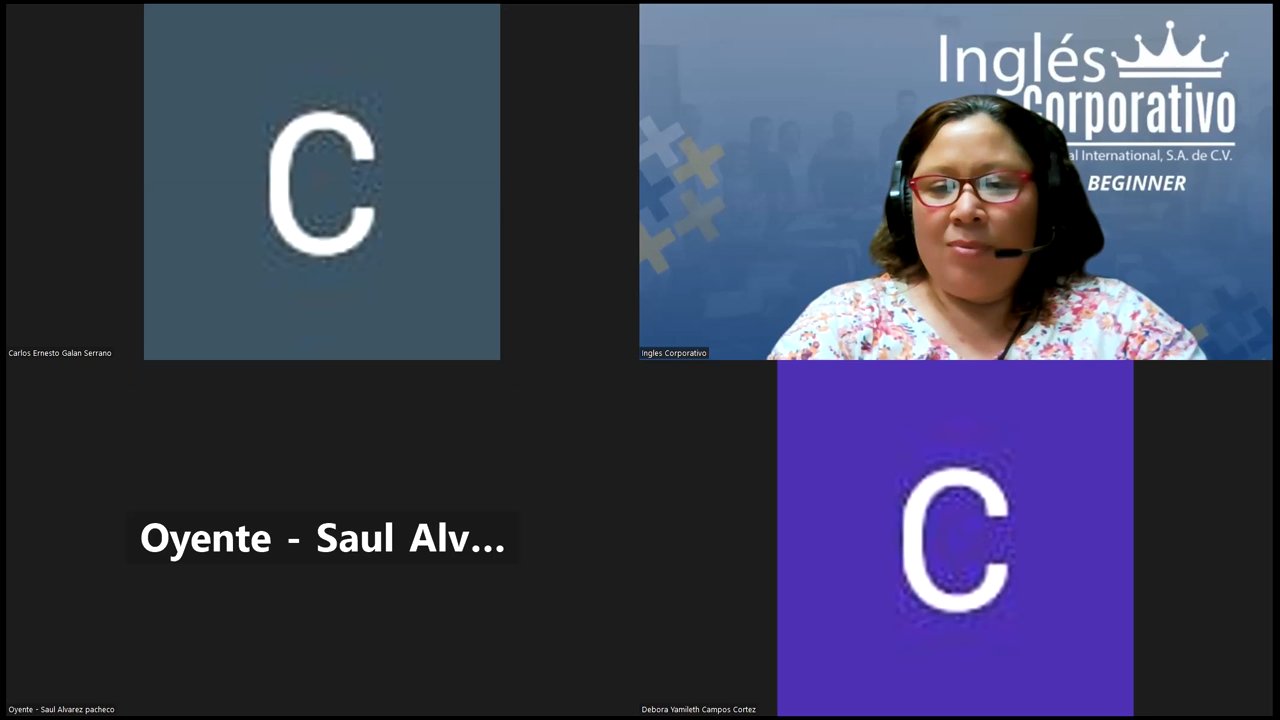 C
Carlos Ernesto Galan Serrano
Inglés
Corporativo
al International, S.A. de C.V.
BEGINNER
Ingles Corporativo
Oyente - Saul Alv...
Oyente - Saul Alvarez pacheco
C
Debora Yamileth Campos Cortez